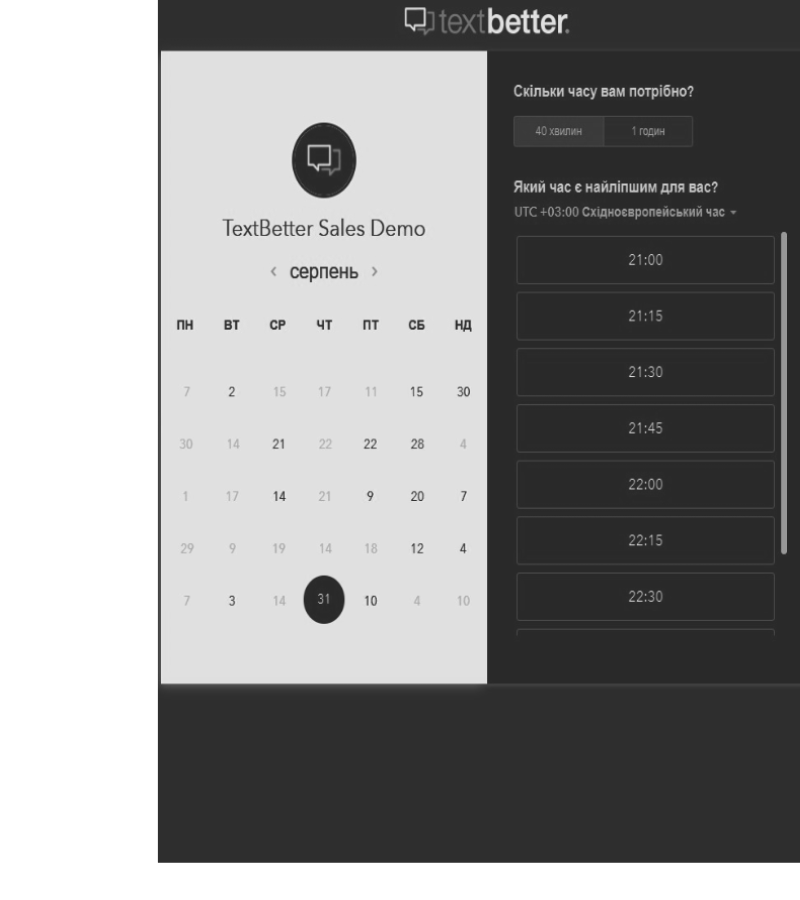 textbetter.
TextBetter Sales Demo
‹ серпень ›
ПН ВТ СР ЧТ ПТ СБ НД
7 2 15 17 11 15 30
30 14 21 22 22 28 4
1 17 14 21 9 20 7
29 9 19 14 18 12 4
7 3 14 31 10 4 10
Скільки часу вам потрібно?
40 хвилин 1 годин
Який час є найліпшим для вас?
UTC +03:00 Східноєвропейський час
21:00
21:15
21:30
21:45
22:00
22:15
22:30